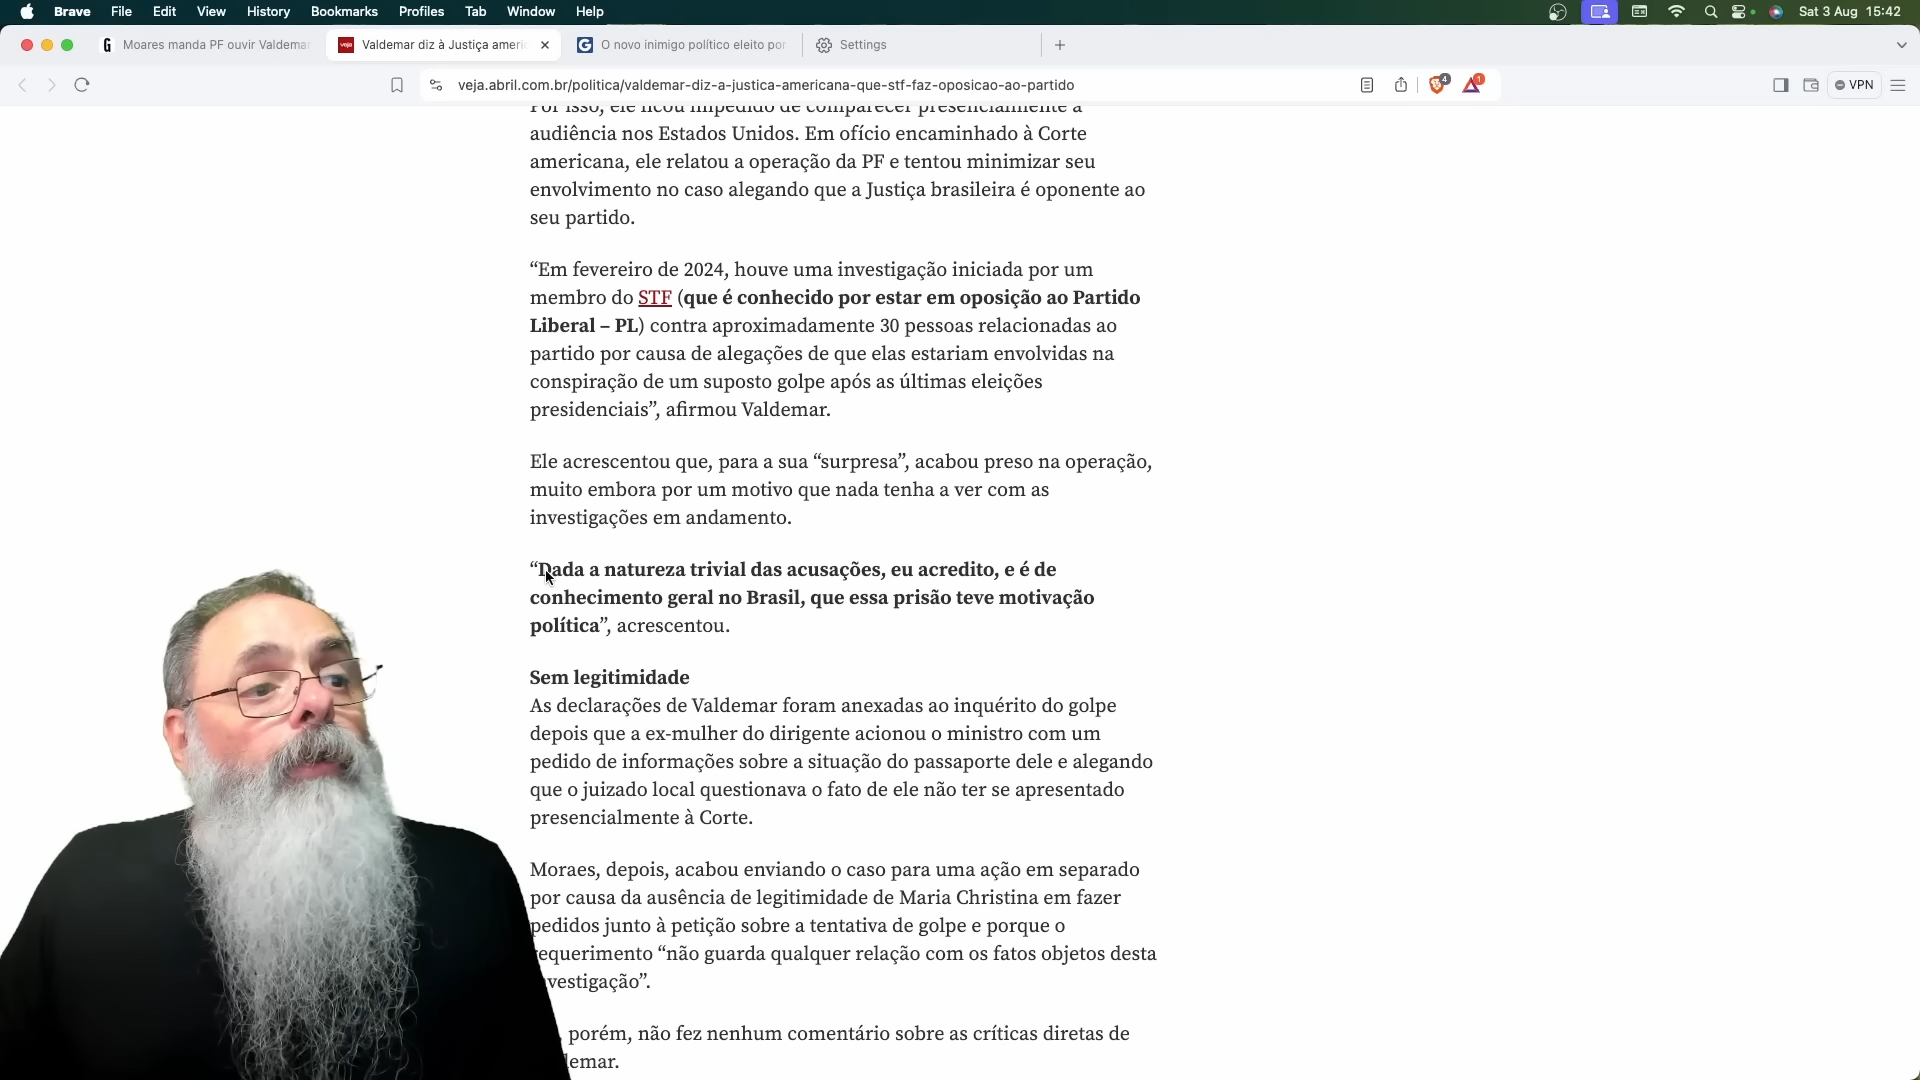 Brave File Edit View History Bookmarks Profiles Tab Window Help Sat 3 Aug 15:42
Moares manda PF ouvir Valdemar
Valdemar diz à Justiça ameri
O novo inimigo político eleito por
Settings
veja.abril.com.br/politica/valdemar-diz-a-justica-americana-que-stf-faz-oposicao-ao-partido
4
1
VPN
Por isso, ele ficou impedido de comparecer presencialmente à
audiência nos Estados Unidos. Em ofício encaminhado à Corte
americana, ele relatou a operação da PF e tentou minimizar seu
envolvimento no caso alegando que a Justiça brasileira é oponente ao
seu partido.
“Em fevereiro de 2024, houve uma investigação iniciada por um
membro do STF (que é conhecido por estar em oposição ao Partido
Liberal – PL) contra aproximadamente 30 pessoas relacionadas ao
partido por causa de alegações de que elas estariam envolvidas na
conspiração de um suposto golpe após as últimas eleições
presidenciais”, afirmou Valdemar.
Ele acrescentou que, para a sua “surpresa”, acabou preso na operação,
muito embora por um motivo que nada tenha a ver com as
investigações em andamento.
“Dada a natureza trivial das acusações, eu acredito, e é de
conhecimento geral no Brasil, que essa prisão teve motivação
política”, acrescentou.
Sem legitimidade
As declarações de Valdemar foram anexadas ao inquérito do golpe
depois que a ex-mulher do dirigente acionou o ministro com um
pedido de informações sobre a situação do passaporte dele e alegando
que o juizado local questionava o fato de ele não ter se apresentado
presencialmente à Corte.
Moraes, depois, acabou enviando o caso para uma ação em separado
por causa da ausência de legitimidade de Maria Christina em fazer
pedidos junto à petição sobre a tentativa de golpe e porque o
equerimento “não guarda qualquer relação com os fatos objetos desta
vestigação”.
, porém, não fez nenhum comentário sobre as críticas diretas de
lemar.